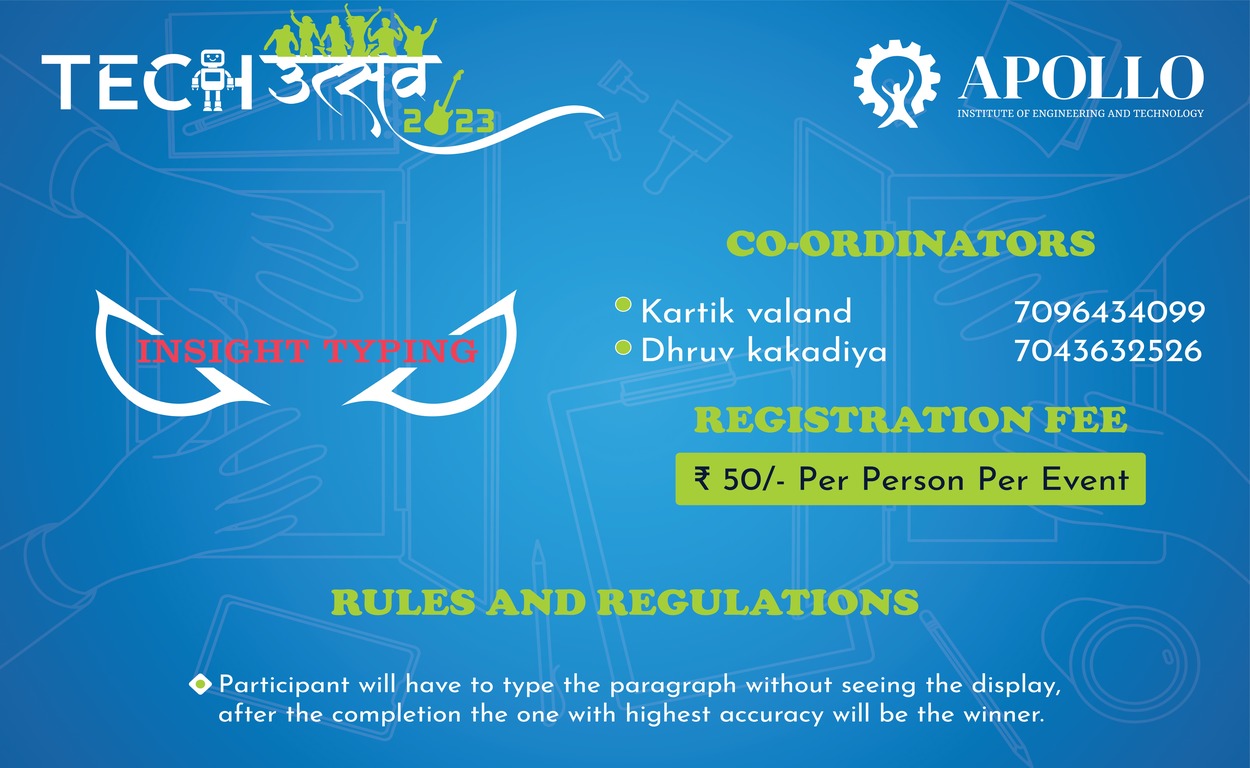 TECH उत्सव
2023
APOLLO
INSTITUTE OF ENGINEERING AND TECHNOLOGY
INSIGHT TYPING
CO-ORDINATORS
Kartik valand 7096434099
Dhruv kakadiya 7043632526
REGISTRATION FEE
₹ 50/- Per Person Per Event
RULES AND REGULATIONS
Participant will have to type the paragraph without seeing the display,
after the completion the one with highest accuracy will be the winner.